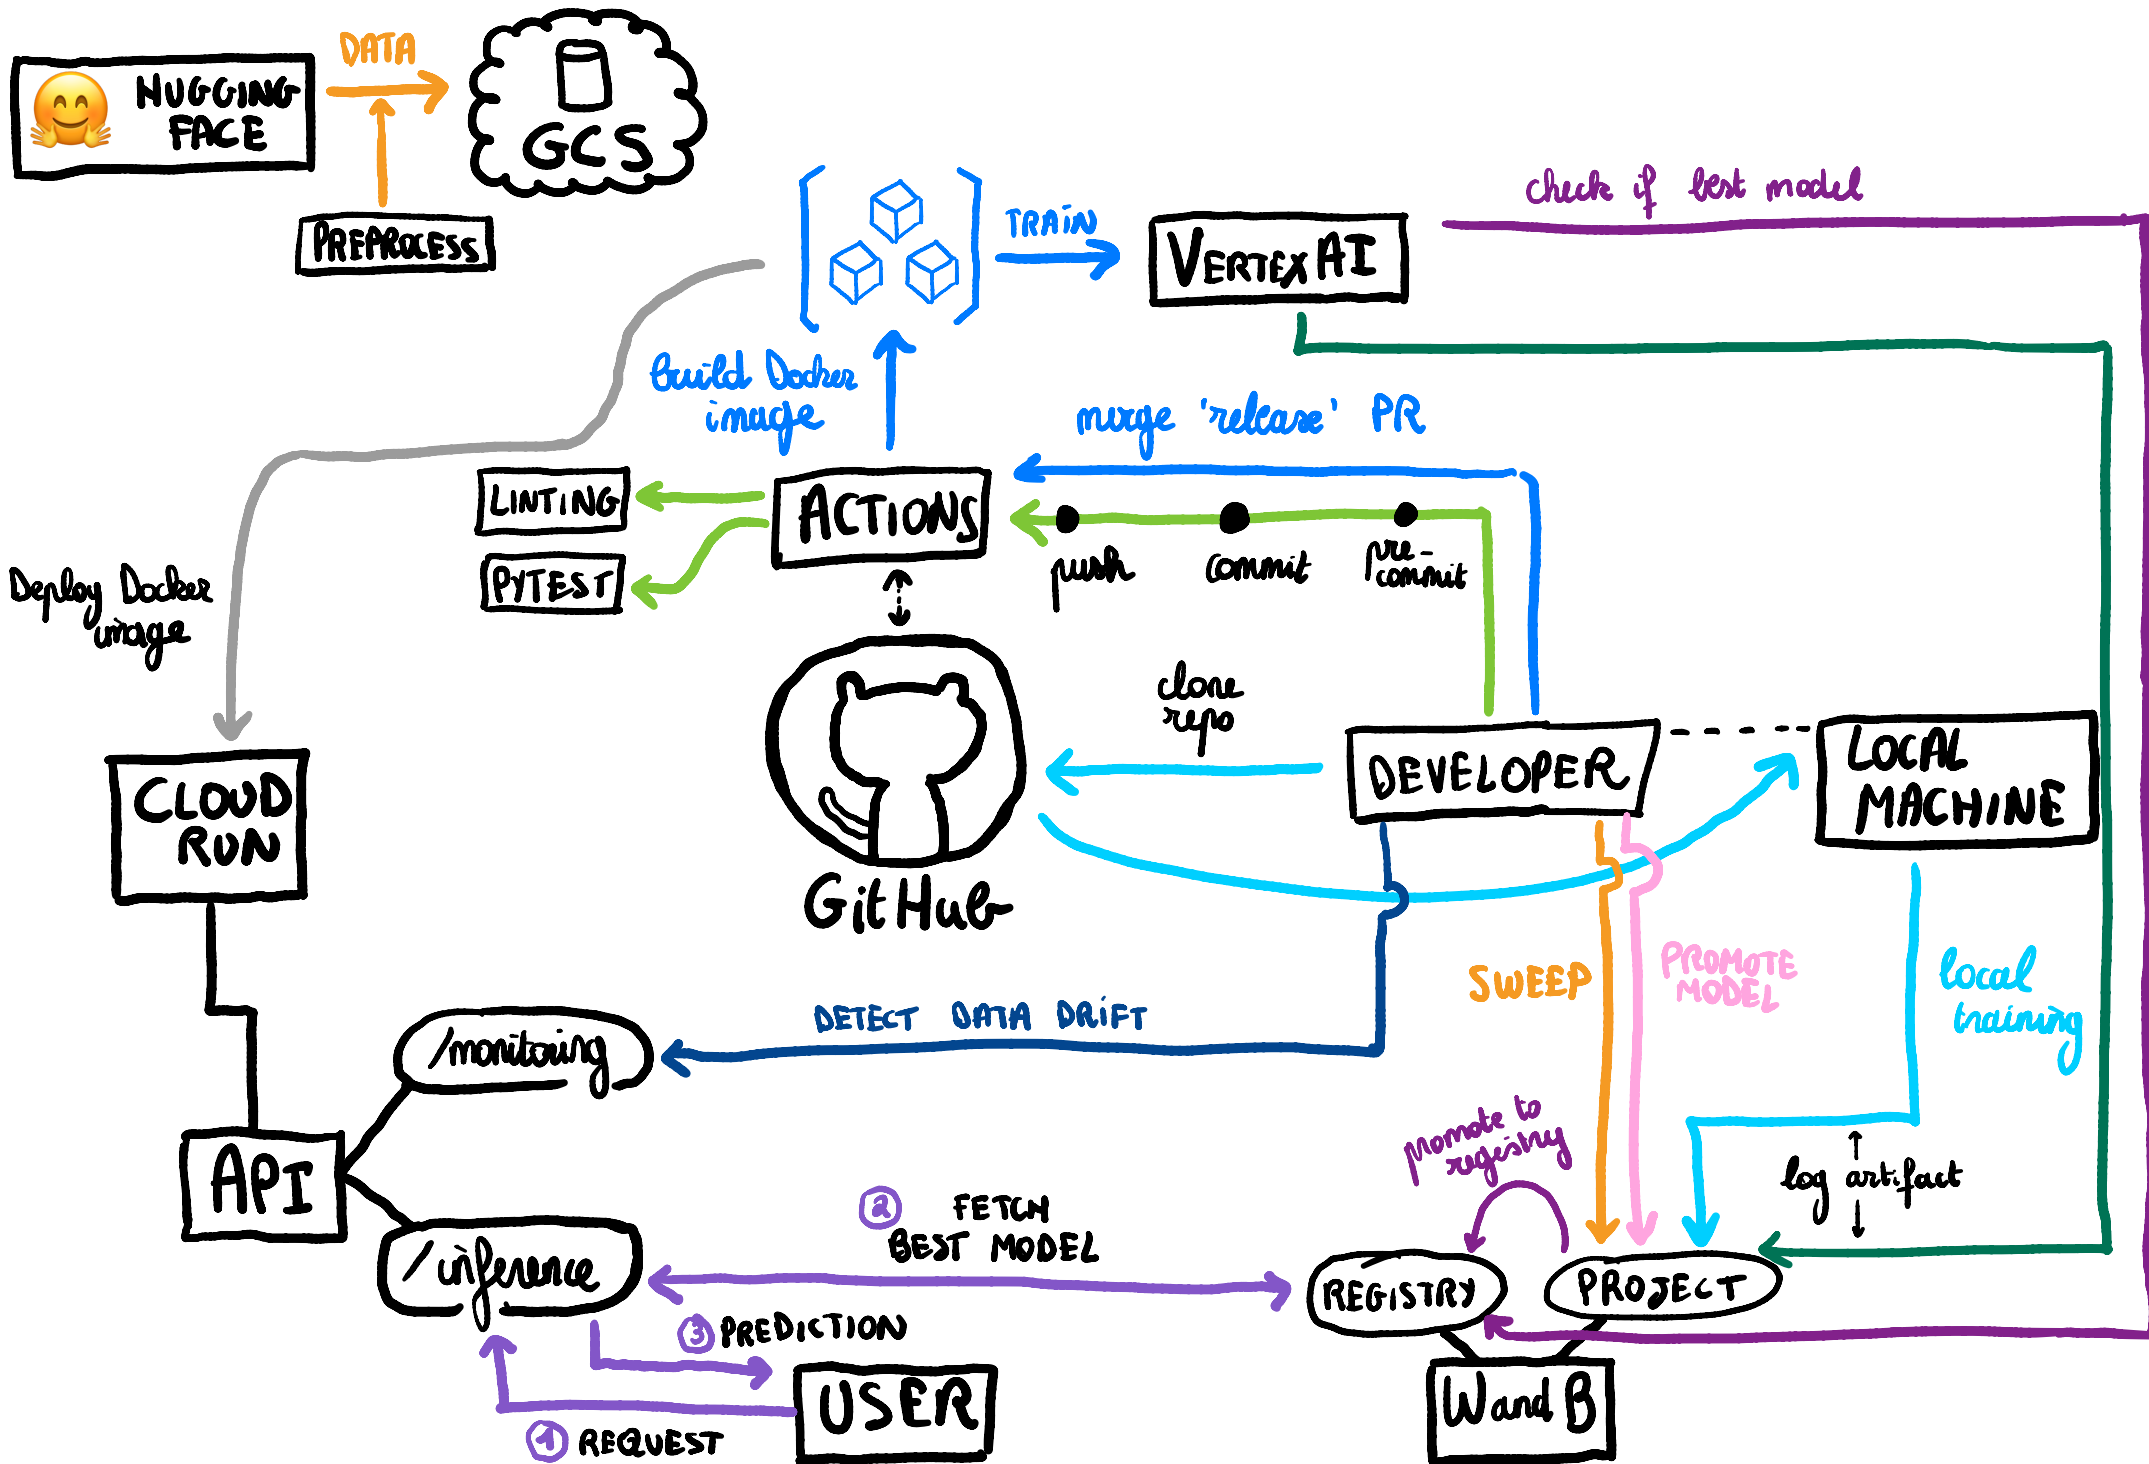 DATA
HUGGING
FACE
GCS
PREPROCESS
check if best model
TRAIN
VERTEX AI
build Docker
image
merge 'release' PR
LINTING
ACTIONS
PYTEST
push
commit
pre-
commit
Deploy Docker
image
clone
repo
DEVELOPER
LOCAL
MACHINE
CLOUD
RUN
GitHub
SWEEP
PROMOTE
MODEL
local
training
DETECT DATA DRIFT
/monitoring
promote to
registry
log artifact
API
2 FETCH
BEST MODEL
/inference
REGISTRY
PROJECT
3 PREDICTION
USER
W and B
1 REQUEST